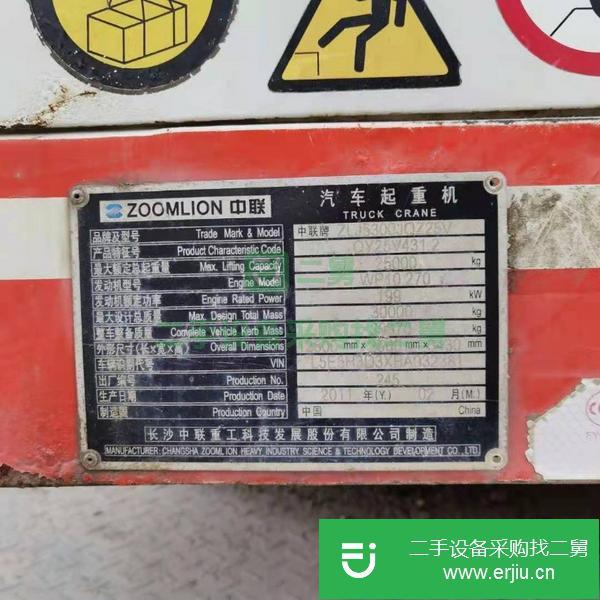 ZOOMLION 中联
汽车起重机
TRUCK CRANE
品牌及型号 Trade Mark & Model 中联牌 ZLJ5300JQZ25V
产品特征号 Product Characteristic Code QY25V431.2
最大额定总起重量 Max. Lifting Capacity 25000 kg
发动机型号 Engine Model
发动机额定功率 Engine Rated Power 199 kW
最大设计总质量 Max. Design Total Mass 30000 kg
整车整备质量 Complete Vehicle Kerb Mass kg
外形尺寸(长×宽×高) Overall Dimensions mm× mm× mm
车辆识别代号 VIN
出厂编号 Production No. 245
生产日期 Production Date 2011 年(Y.) 02 月(M.)
制造国 Production Country 中国 China
长沙中联重工科技发展股份有限公司制造
MANUFACTURER: CHANGSHA ZOOMLION HEAVY INDUSTRY SCIENCE & TECHNOLOGY DEVELOPMENT CO., LTD.
二手设备采购找二舅
www.erjiu.cn